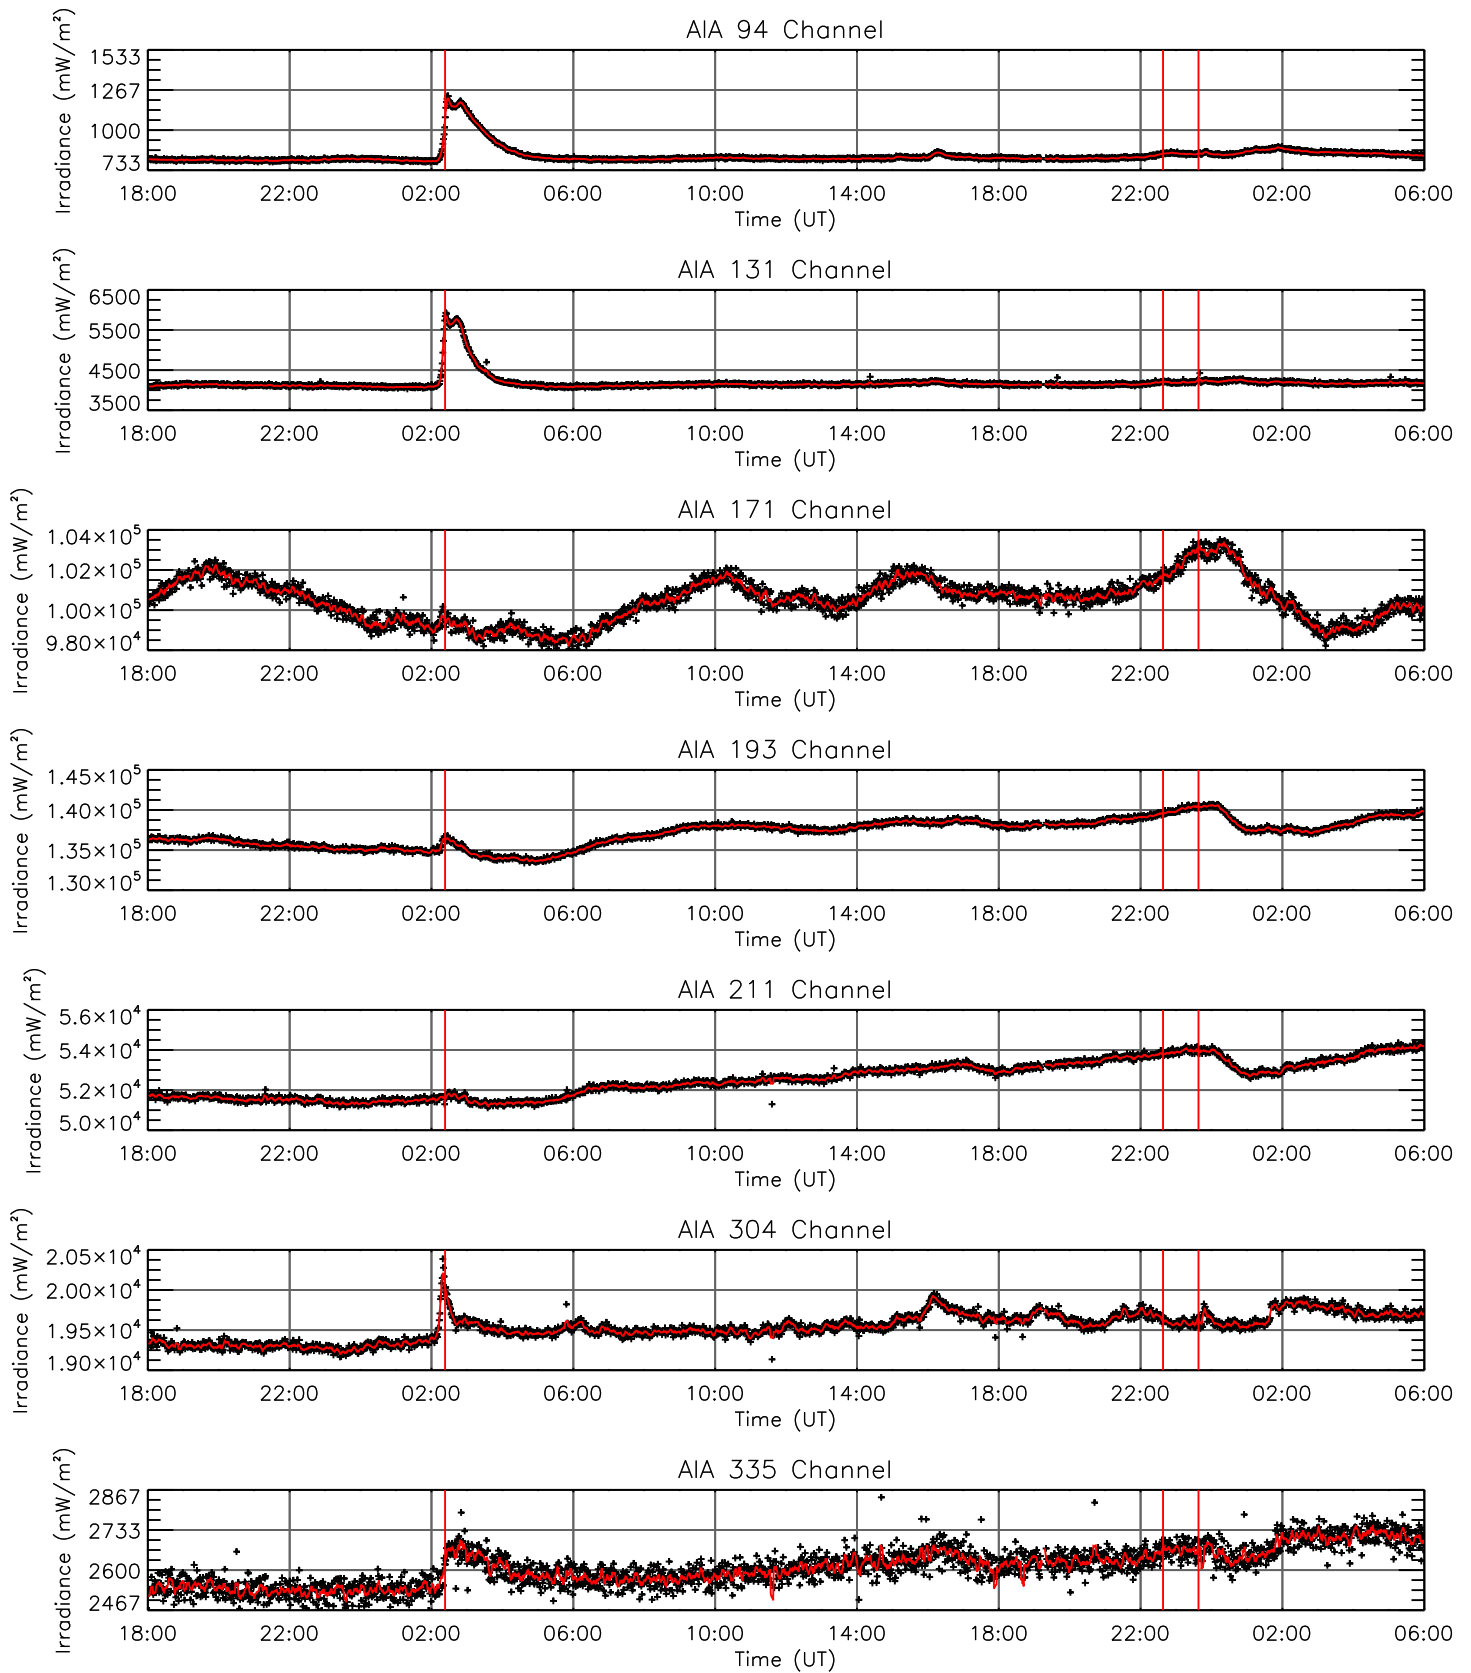 AIA 94 Channel
Irradiance (mW/m²)
1533
1267
1000
733
18:00 22:00 02:00 06:00 10:00 14:00 18:00 22:00 02:00 06:00
Time (UT)
AIA 131 Channel
Irradiance (mW/m²)
6500
5500
4500
3500
18:00 22:00 02:00 06:00 10:00 14:00 18:00 22:00 02:00 06:00
Time (UT)
AIA 171 Channel
Irradiance (mW/m²)
1.04×10⁵
1.02×10⁵
1.00×10⁵
9.80×10⁴
18:00 22:00 02:00 06:00 10:00 14:00 18:00 22:00 02:00 06:00
Time (UT)
AIA 193 Channel
Irradiance (mW/m²)
1.45×10⁵
1.40×10⁵
1.35×10⁵
1.30×10⁵
18:00 22:00 02:00 06:00 10:00 14:00 18:00 22:00 02:00 06:00
Time (UT)
AIA 211 Channel
Irradiance (mW/m²)
5.6×10⁴
5.4×10⁴
5.2×10⁴
5.0×10⁴
18:00 22:00 02:00 06:00 10:00 14:00 18:00 22:00 02:00 06:00
Time (UT)
AIA 304 Channel
Irradiance (mW/m²)
2.05×10⁴
2.00×10⁴
1.95×10⁴
1.90×10⁴
18:00 22:00 02:00 06:00 10:00 14:00 18:00 22:00 02:00 06:00
Time (UT)
AIA 335 Channel
Irradiance (mW/m²)
2867
2733
2600
2467
18:00 22:00 02:00 06:00 10:00 14:00 18:00 22:00 02:00 06:00
Time (UT)